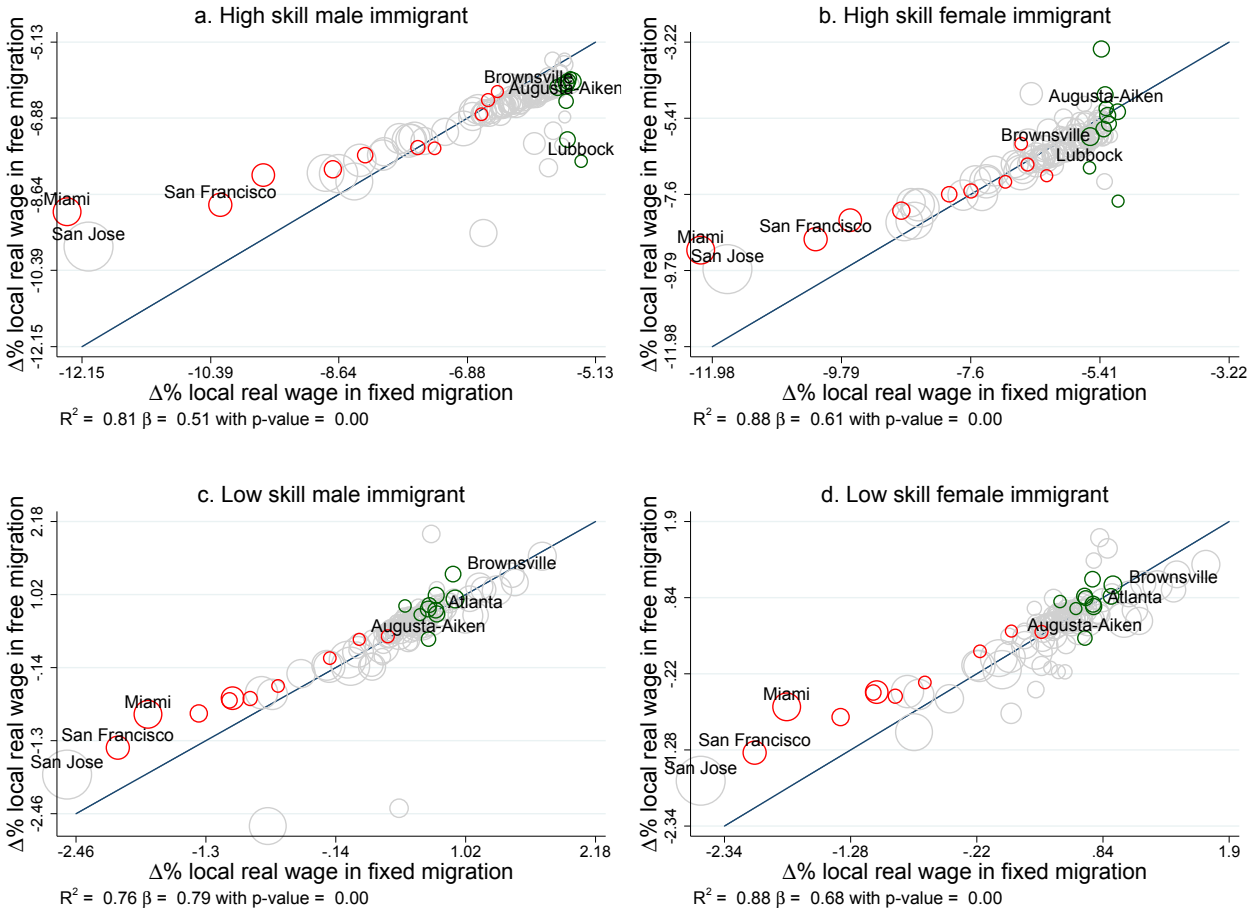 a. High skill male immigrant
Δ% local real wage in free migration
-5.13
-6.88
-8.64
-10.39
-12.15
Brownsville
Augusta-Aiken
Lubbock
San Francisco
Miami
San Jose
-12.15 -10.39 -8.64 -6.88 -5.13
Δ% local real wage in fixed migration
R² = 0.81 β = 0.51 with p-value = 0.00
b. High skill female immigrant
Δ% local real wage in free migration
-3.22
-5.41
-7.6
-9.79
-11.98
Augusta-Aiken
Brownsville
Lubbock
San Francisco
Miami
San Jose
-11.98 -9.79 -7.6 -5.41 -3.22
Δ% local real wage in fixed migration
R² = 0.88 β = 0.61 with p-value = 0.00
c. Low skill male immigrant
Δ% local real wage in free migration
2.18
1.02
-.14
-1.3
-2.46
Brownsville
Atlanta
Augusta-Aiken
Miami
San Francisco
San Jose
-2.46 -1.3 -.14 1.02 2.18
Δ% local real wage in fixed migration
R² = 0.76 β = 0.79 with p-value = 0.00
d. Low skill female immigrant
Δ% local real wage in free migration
1.9
.84
-.22
-1.28
-2.34
Brownsville
Atlanta
Augusta-Aiken
Miami
San Francisco
San Jose
-2.34 -1.28 -.22 .84 1.9
Δ% local real wage in fixed migration
R² = 0.88 β = 0.68 with p-value = 0.00